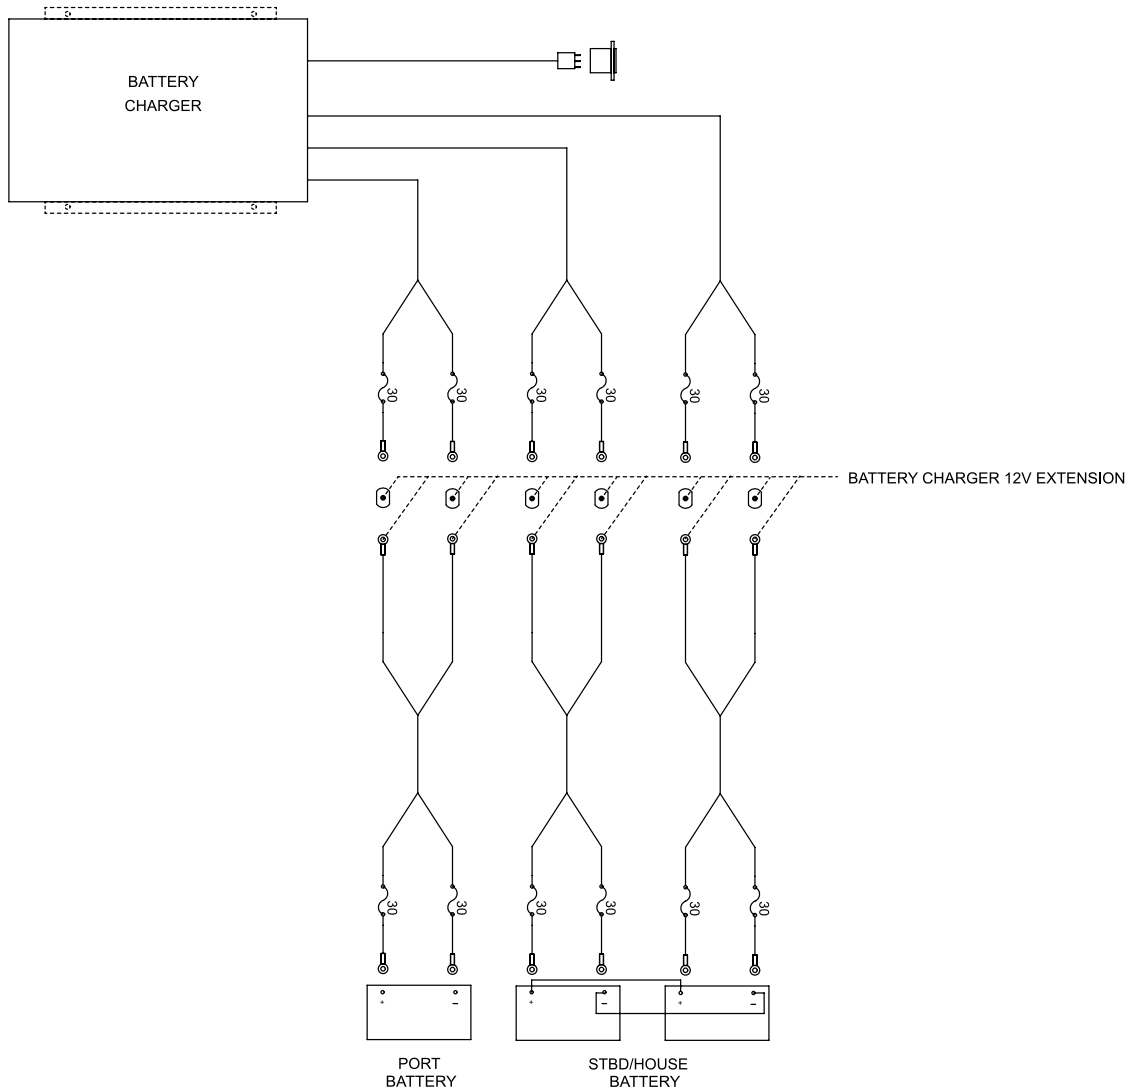 BATTERY
CHARGER
30 30 30 30 30 30
BATTERY CHARGER 12V EXTENSION
30 30 30 30 30 30
+ − + − + −
PORT
BATTERY
STBD/HOUSE
BATTERY